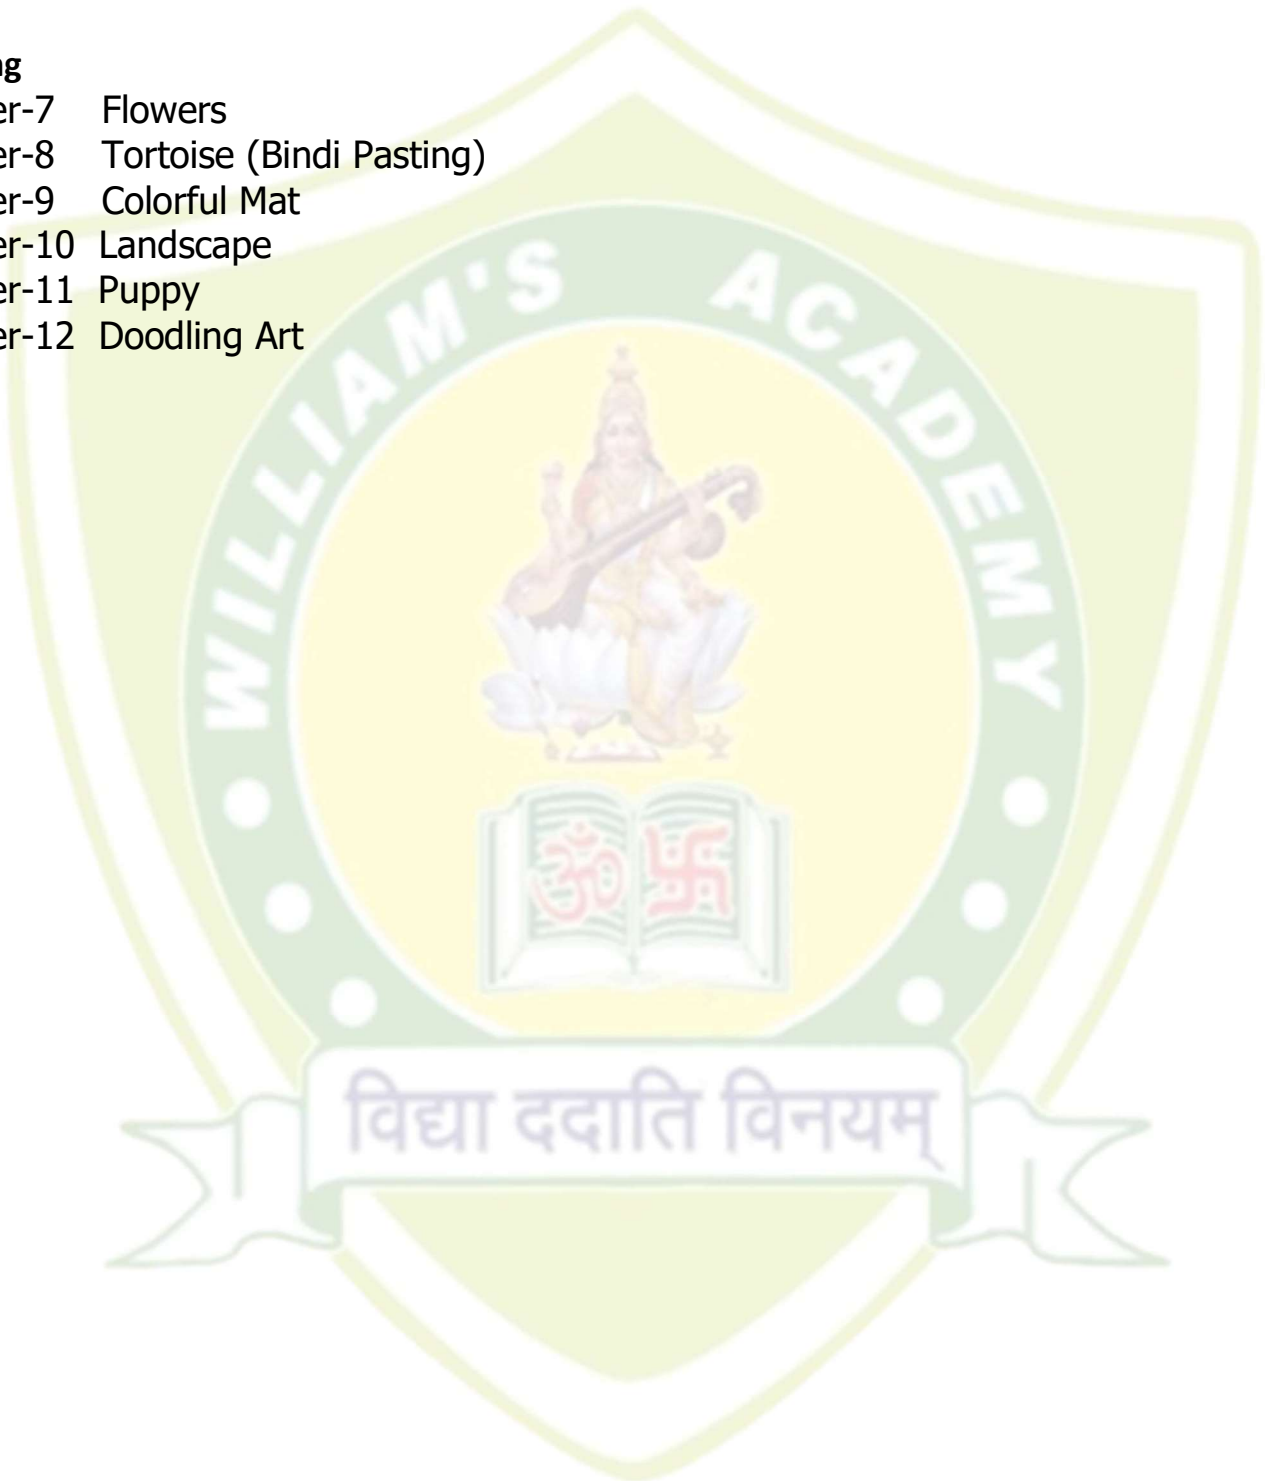 ng
er-7 Flowers
er-8 Tortoise (Bindi Pasting)
er-9 Colorful Mat
er-10 Landscape
er-11 Puppy
er-12 Doodling Art
WILLIAM'S ACADEMY
ॐ
विद्या ददाति विनयम्